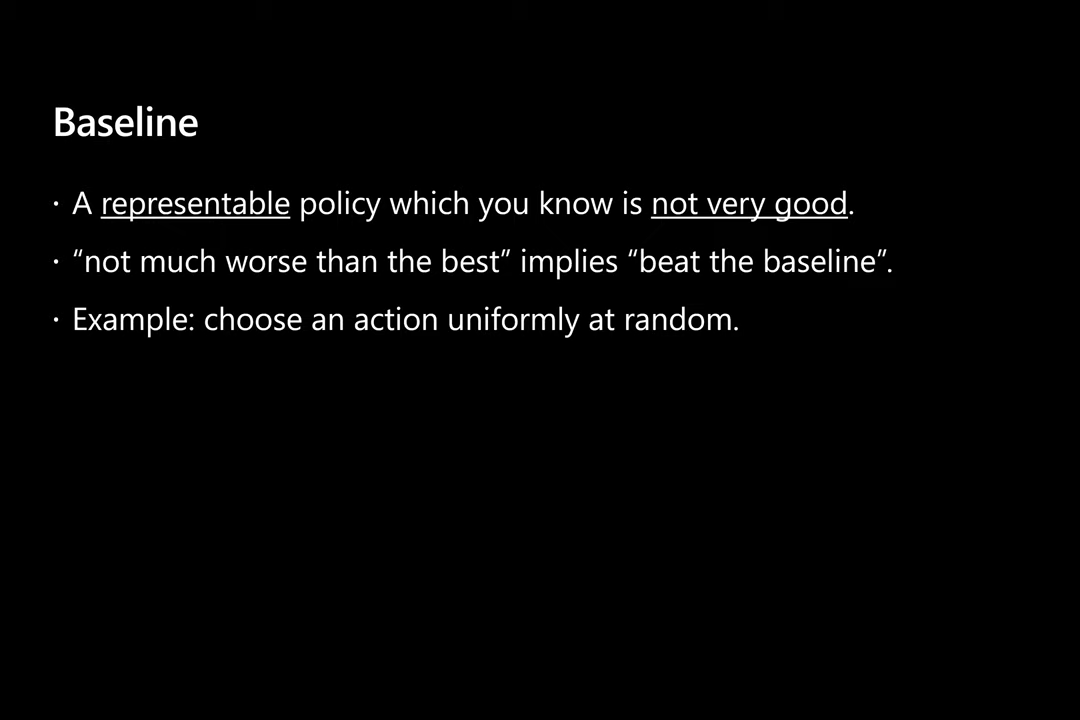 Baseline
· A representable policy which you know is not very good.
· “not much worse than the best” implies “beat the baseline”.
· Example: choose an action uniformly at random.